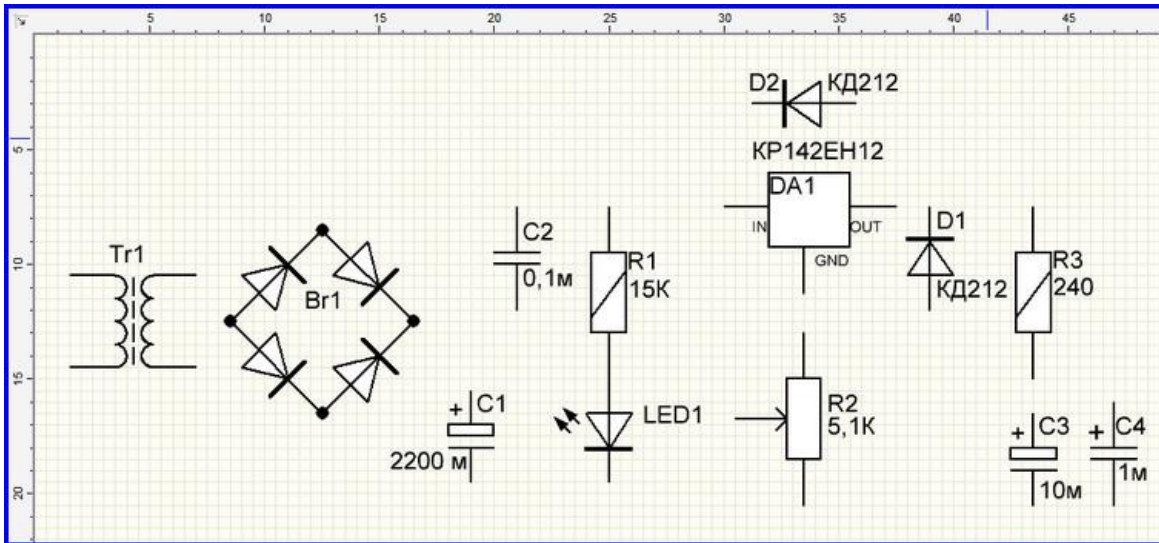 5 10 15 20 25 30 35 40 45
5
10
15
20
D2 КД212
КР142ЕН12
DA1
IN OUT
GND
D1
КД212
Tr1
Br1
C2
0,1м
R1
15К
R3
240
+ C1
2200 м
LED1
R2
5,1К
+ C3
10м
+ C4
1м